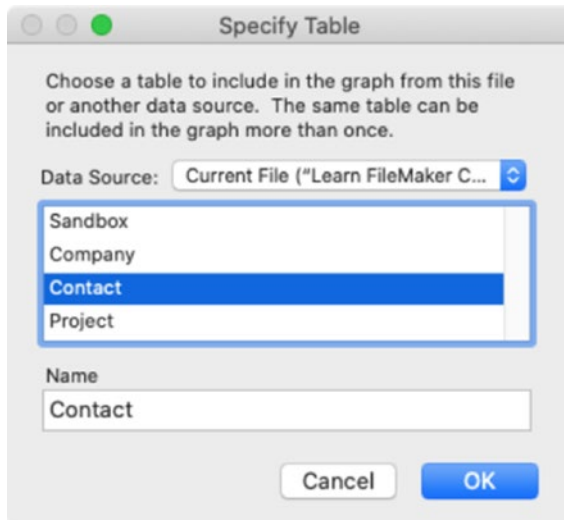 Specify Table
Choose a table to include in the graph from this file
or another data source.  The same table can be
included in the graph more than once.
Data Source: Current File (“Learn FileMaker C...
Sandbox
Company
Contact
Project
Name
Contact
Cancel OK